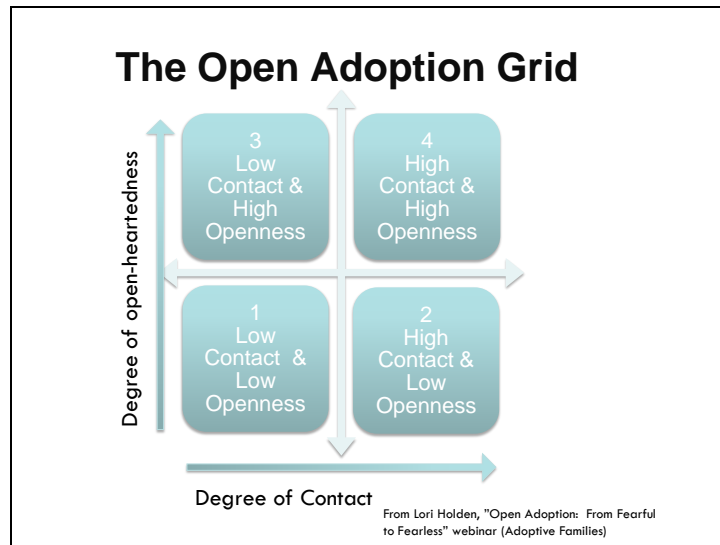 The Open Adoption Grid
Degree of open-heartedness
3
Low
Contact &
High
Openness
4
High
Contact &
High
Openness
1
Low
Contact &
Low
Openness
2
High
Contact &
Low
Openness
Degree of Contact
From Lori Holden, "Open Adoption: From Fearful
to Fearless" webinar (Adoptive Families)